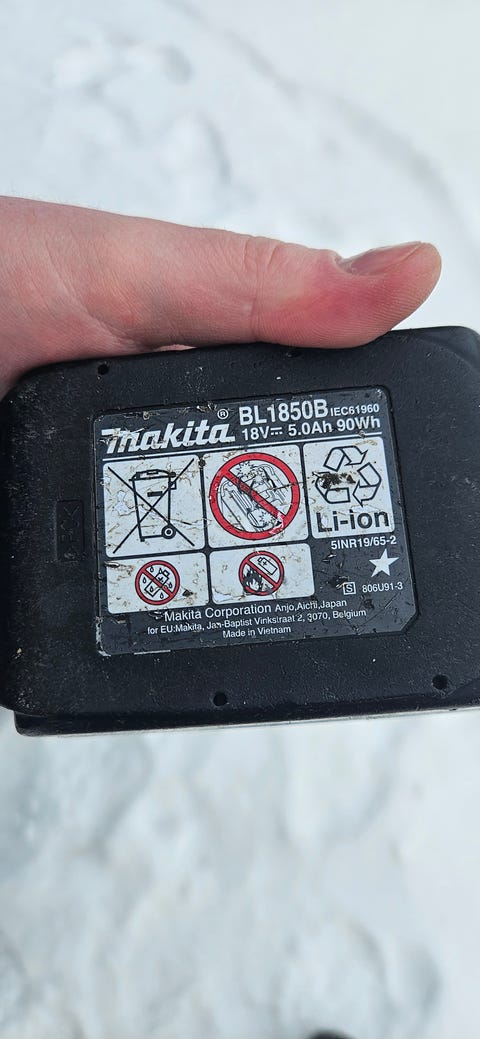 makita® BL1850B IEC61960
18V⎓ 5.0Ah 90Wh
Li-ion
5INR19/65-2
S 806U91-3
Makita Corporation Anjo,Aichi,Japan
for EU:Makita, Jan-Baptist Vinkstraat 2, 3070, Belgium
Made in Vietnam